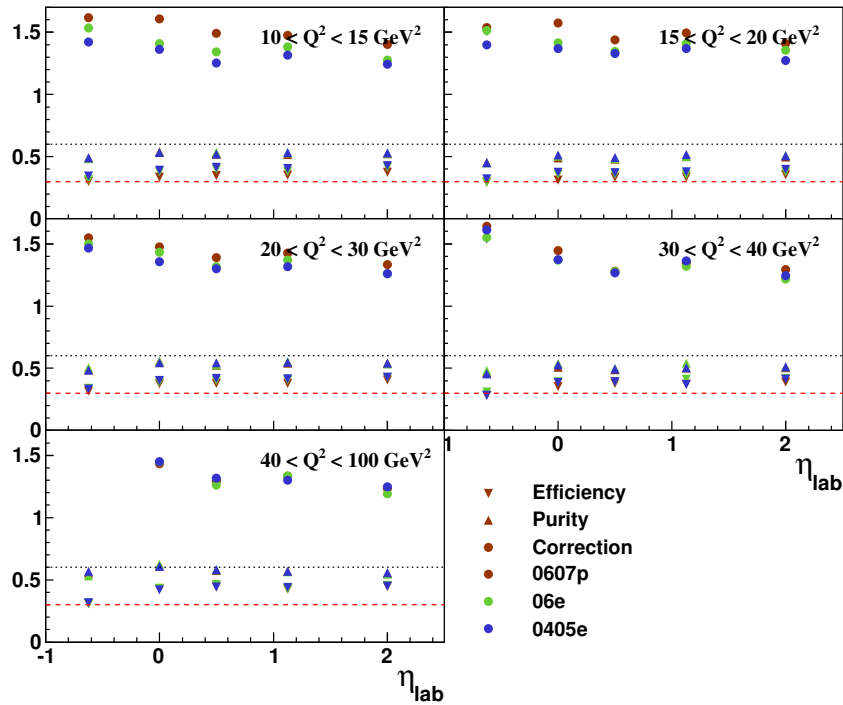 10 < Q² < 15 GeV²
15 < Q² < 20 GeV²
1.5
1
0.5
0
20 < Q² < 30 GeV²
30 < Q² < 40 GeV²
1.5
1
0.5
0
-1 0 1 2
η lab
40 < Q² < 100 GeV²
1.5
1
0.5
0
-1 0 1 2
η lab
Efficiency
Purity
Correction
0607p
06e
0405e